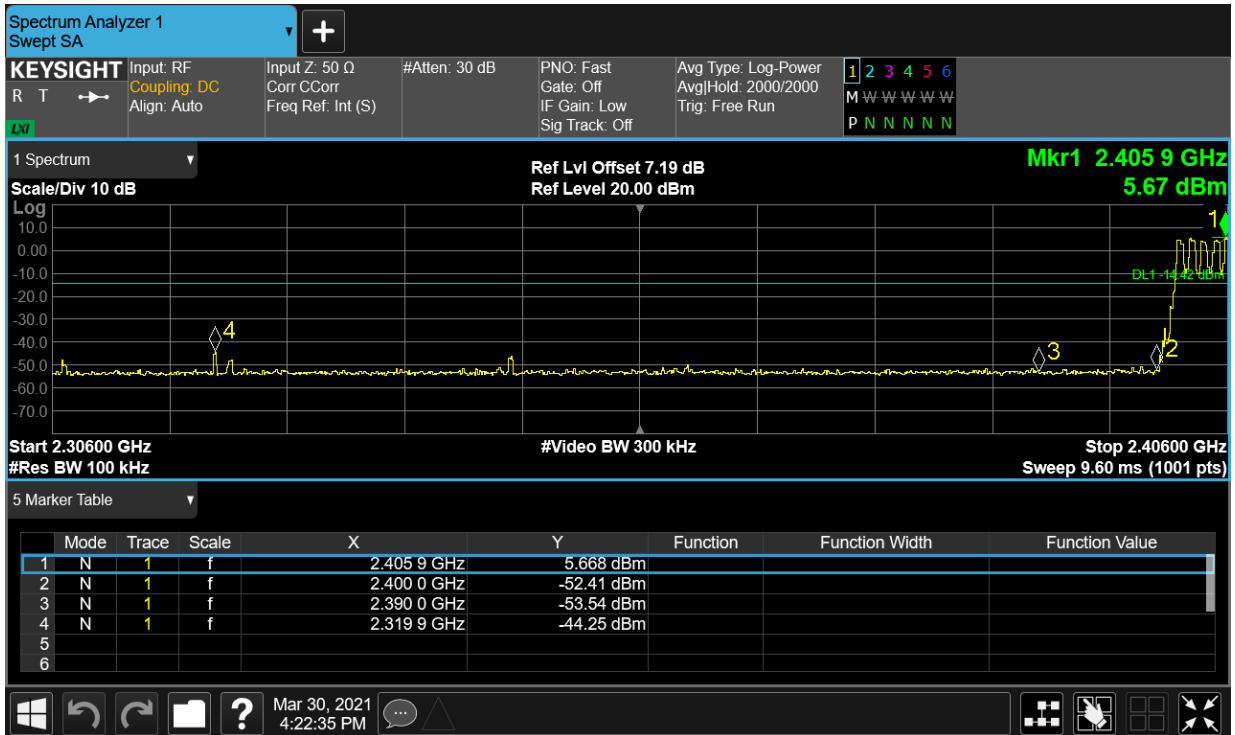 Spectrum Analyzer 1
Swept SA
+
KEYSIGHT
R T
LXI
Input: RF
Coupling: DC
Align: Auto
Input Z: 50 Ω
Corr CCorr
Freq Ref: Int (S)
#Atten: 30 dB
PNO: Fast
Gate: Off
IF Gain: Low
Sig Track: Off
Avg Type: Log-Power
Avg|Hold: 2000/2000
Trig: Free Run
1 2 3 4 5 6
M W W W W W
P N N N N N
1 Spectrum
Scale/Div 10 dB
Ref Lvl Offset 7.19 dB
Ref Level 20.00 dBm
Mkr1 2.405 9 GHz
5.67 dBm
Log
10.0
0.00
-10.0
-20.0
-30.0
-40.0
-50.0
-60.0
-70.0
1
DL1 -14.42 dBm
4
3
2
Start 2.30600 GHz
#Video BW 300 kHz
Stop 2.40600 GHz
#Res BW 100 kHz
Sweep 9.60 ms (1001 pts)
5 Marker Table
Mode Trace Scale X Y Function Function Width Function Value
1 N 1 f 2.405 9 GHz 5.668 dBm
2 N 1 f 2.400 0 GHz -52.41 dBm
3 N 1 f 2.390 0 GHz -53.54 dBm
4 N 1 f 2.319 9 GHz -44.25 dBm
5
6
?
Mar 30, 2021
4:22:35 PM